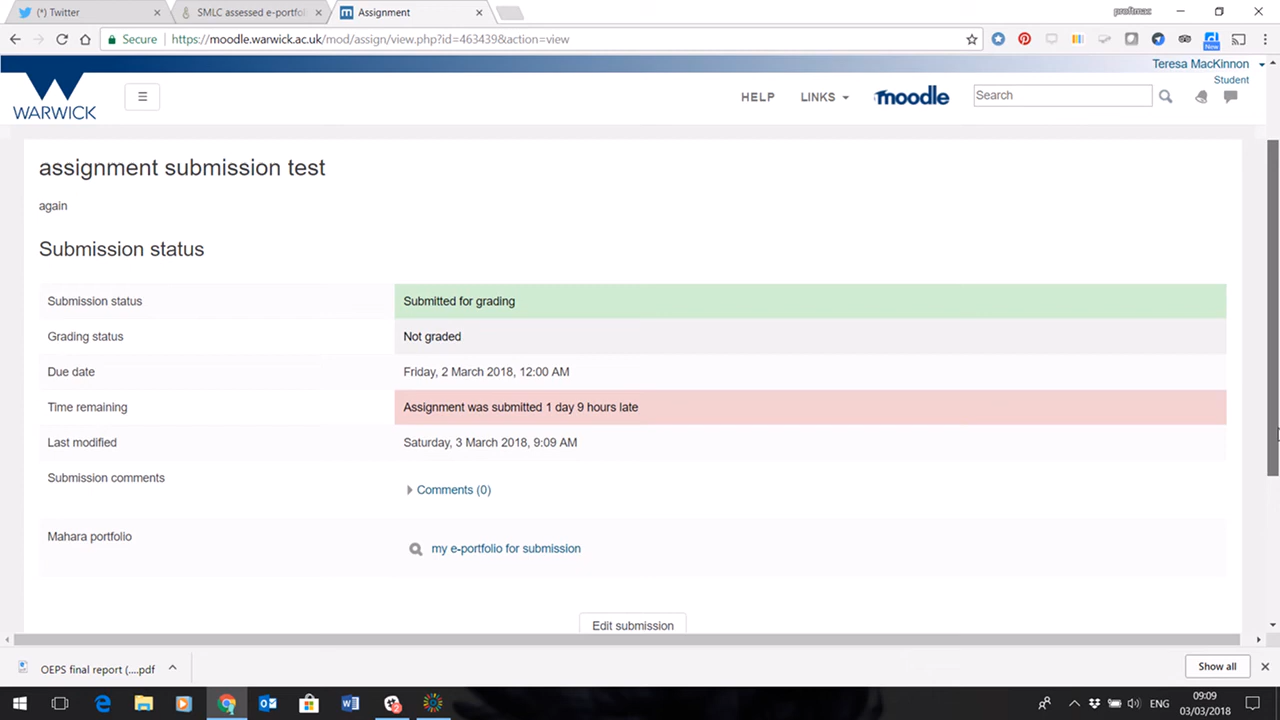 (*) Twitter
SMLC assessed e-portfol
Assignment
profmac
Secure
https://moodle.warwick.ac.uk/mod/assign/view.php?id=463439&action=view
New
Teresa MacKinnon
Student
WARWICK
HELP
LINKS
moodle
Search
assignment submission test
again
Submission status
Submission status
Submitted for grading
Grading status
Not graded
Due date
Friday, 2 March 2018, 12:00 AM
Time remaining
Assignment was submitted 1 day 9 hours late
Last modified
Saturday, 3 March 2018, 9:09 AM
Submission comments
Comments (0)
Mahara portfolio
my e-portfolio for submission
Edit submission
OEPS final report (....pdf
Show all
ENG
09:09
03/03/2018